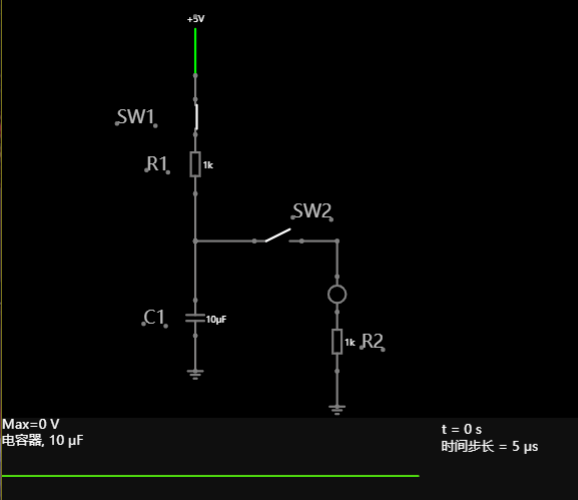 +5V
SW1
R1
1k
SW2
C1
10μF
1k
R2
Max=0 V
电容器, 10 μF
t = 0 s
时间步长 = 5 μs